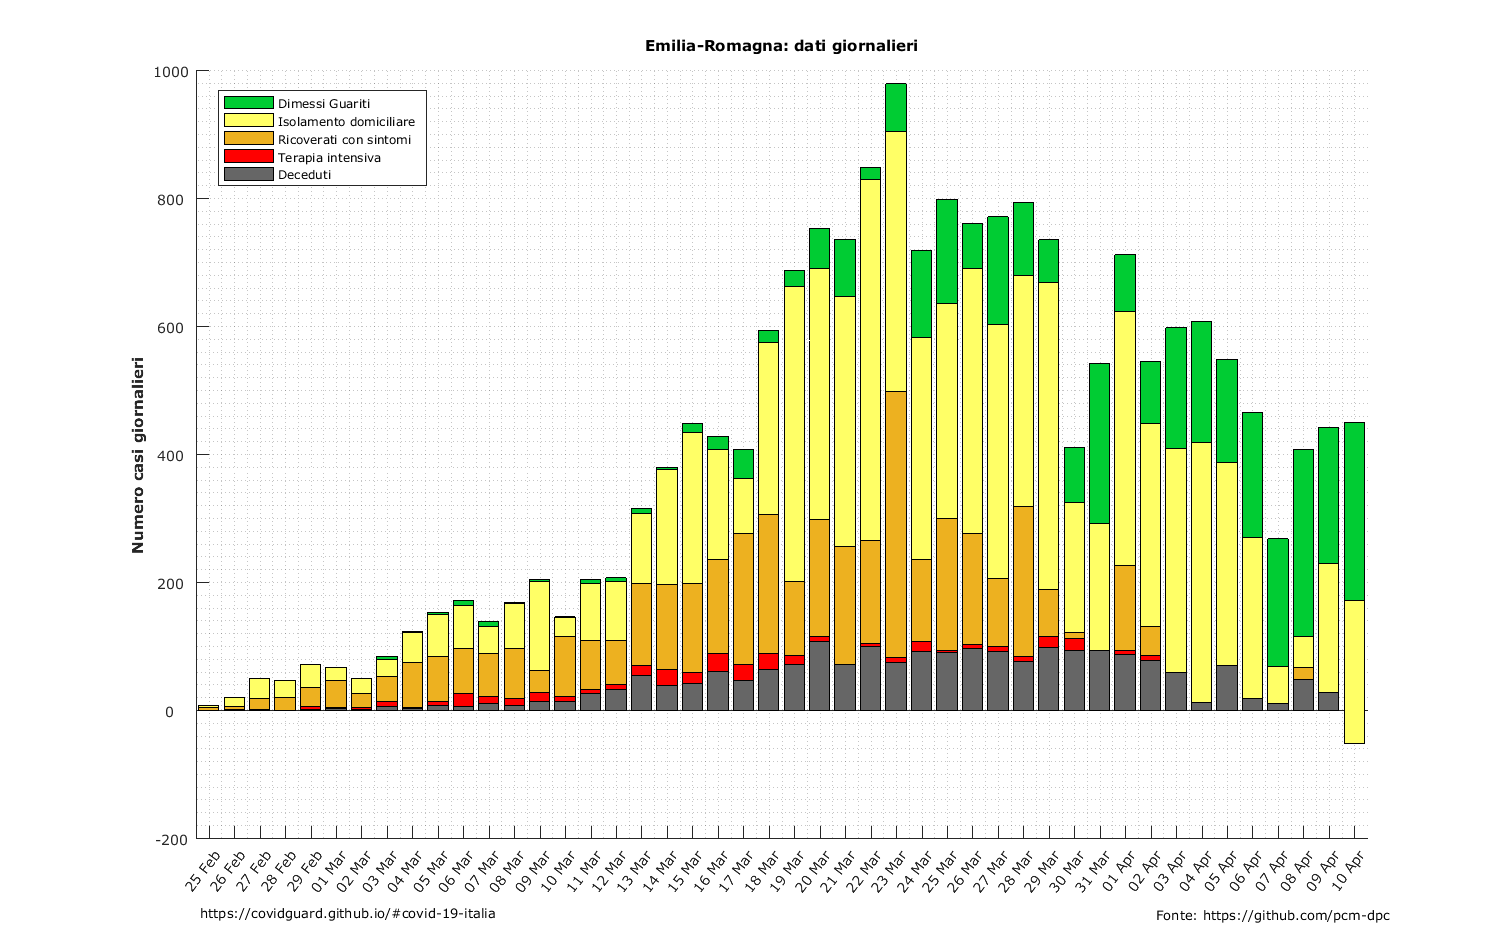 Emilia-Romagna: dati giornalieri
1000
800
600
400
200
0
-200
Numero casi giornalieri
Dimessi Guariti
Isolamento domiciliare
Ricoverati con sintomi
Terapia intensiva
Deceduti
25 Feb
26 Feb
27 Feb
28 Feb
29 Feb
01 Mar
02 Mar
03 Mar
04 Mar
05 Mar
06 Mar
07 Mar
08 Mar
09 Mar
10 Mar
11 Mar
12 Mar
13 Mar
14 Mar
15 Mar
16 Mar
17 Mar
18 Mar
19 Mar
20 Mar
21 Mar
22 Mar
23 Mar
24 Mar
25 Mar
26 Mar
27 Mar
28 Mar
29 Mar
30 Mar
31 Mar
01 Apr
02 Apr
03 Apr
04 Apr
05 Apr
06 Apr
07 Apr
08 Apr
09 Apr
10 Apr
https://covidguard.github.io/#covid-19-italia
Fonte: https://github.com/pcm-dpc